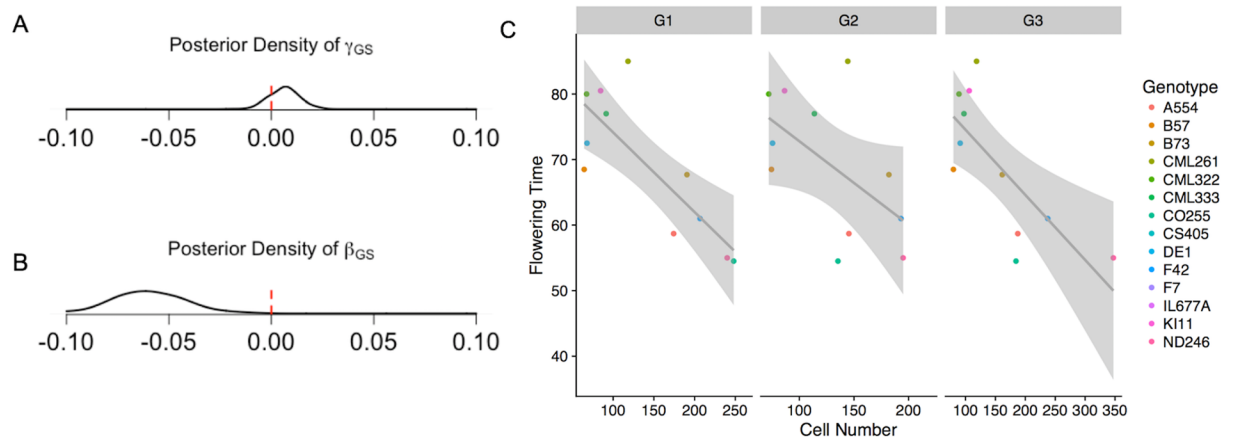 A
Posterior Density of γGS
-0.10 -0.05 0.00 0.05 0.10
B
Posterior Density of βGS
-0.10 -0.05 0.00 0.05 0.10
C
G1 G2 G3
Flowering Time
80
70
60
50
40
100 150 200 250 100 150 200 100 150 200 250 300 350
Cell Number
Genotype
A554
B57
B73
CML261
CML322
CML333
CO255
CS405
DE1
F42
F7
IL677A
KI11
ND246